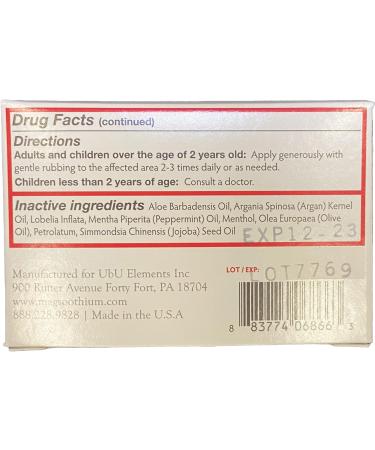 Drug Facts (continued)
Directions
Adults and children over the age of 2 years old: Apply generously with
gentle rubbing to the affected area 2-3 times daily or as needed.
Children less than 2 years of age: Consult a doctor.
Inactive ingredients Aloe Barbadensis Oil, Argania Spinosa (Argan) Kernel
Oil, Lobelia Inflata, Mentha Piperita (Peppermint) Oil, Menthol, Olea Europaea (Olive
Oil), Petrolatum, Simmondsia Chinensis (Jojoba) Seed Oil
EXP12-23
Manufactured for UbU Elements Inc
900 Rutter Avenue Forty Fort, PA 18704
www.magsoothium.com
888.228.9828 | Made in the U.S.A
LOT / EXP:
LOT7769
8 83774 06866 3